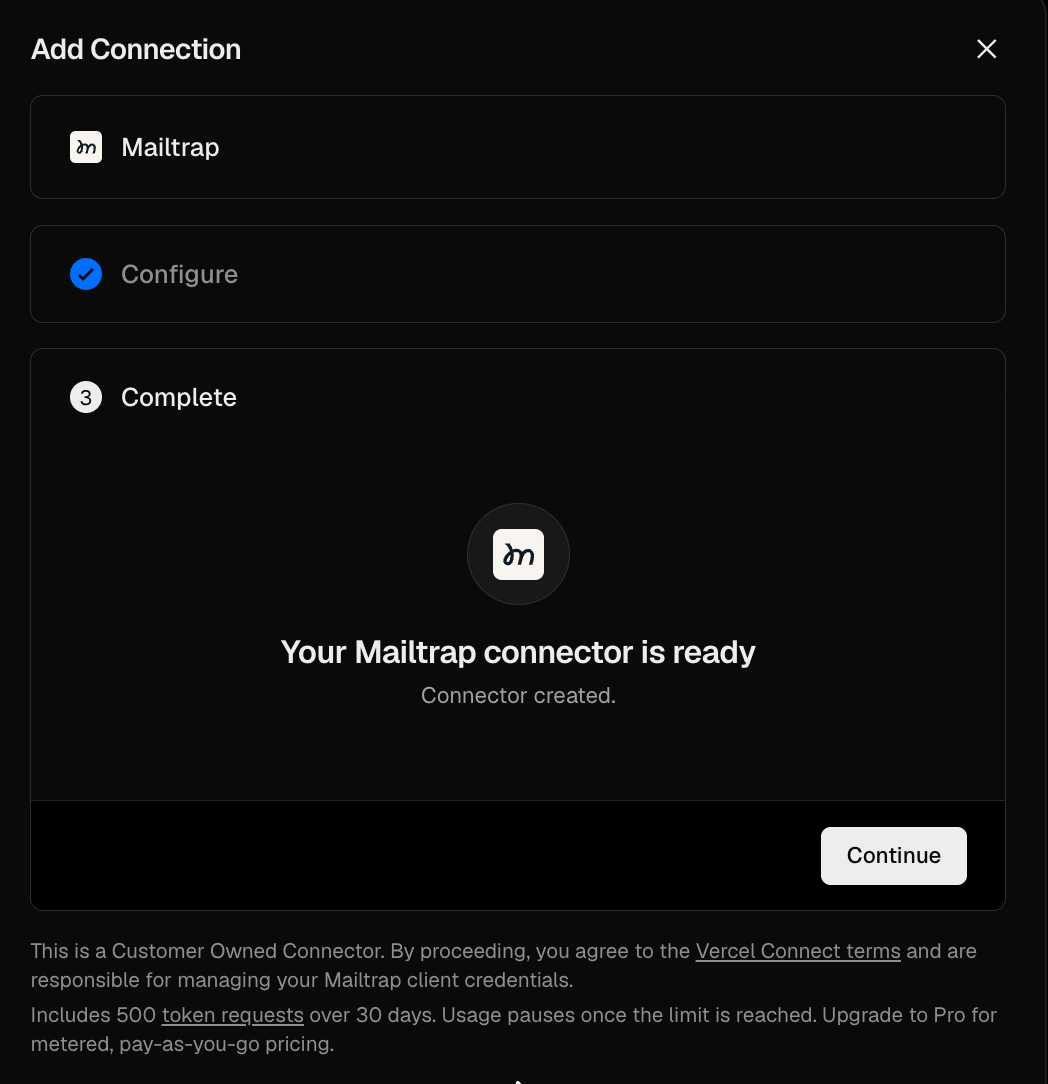 Add Connection
Mailtrap
Configure
3 Complete
Your Mailtrap connector is ready
Connector created.
Continue
This is a Customer Owned Connector. By proceeding, you agree to the Vercel Connect terms and are
responsible for managing your Mailtrap client credentials.
Includes 500 token requests over 30 days. Usage pauses once the limit is reached. Upgrade to Pro for
metered, pay-as-you-go pricing.